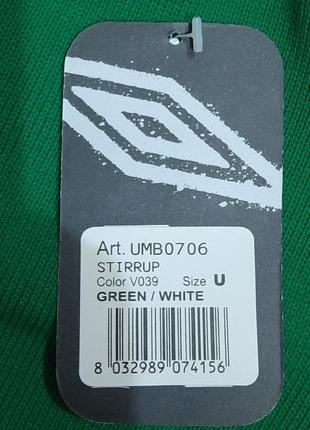 Art. UMB0706
STIRRUP
Color V039 Size U
GREEN / WHITE
8 032989 074156